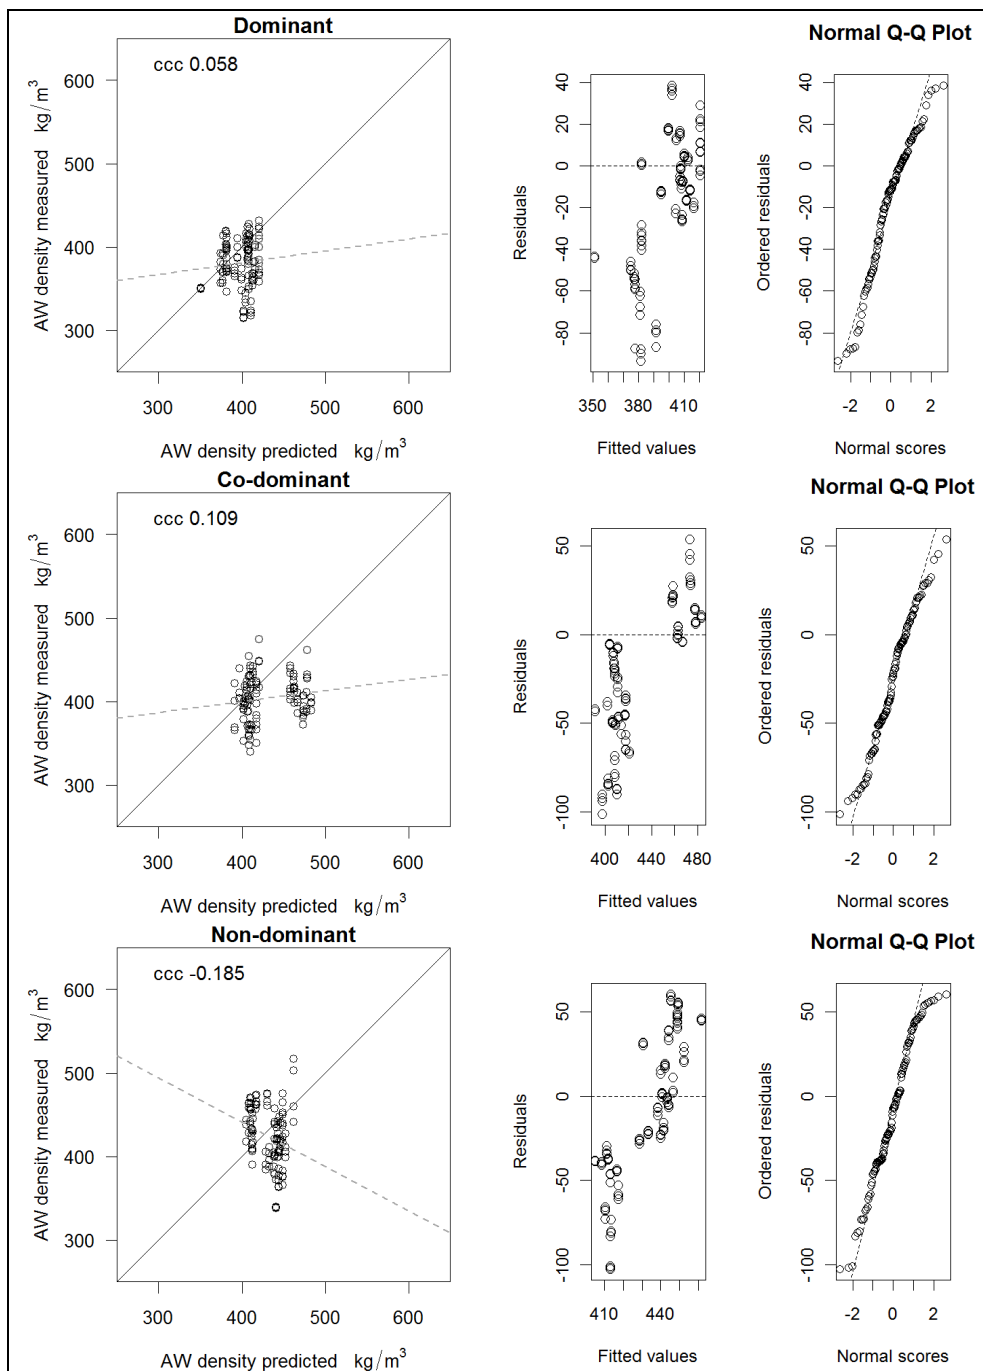 Dominant
Normal Q-Q Plot
ccc 0.058
600
500
400
300
AW density measured kg/m³
300 400 500 600
AW density predicted kg/m³
40
20
0
-20
-40
-60
-80
Residuals
350 380 410
Fitted values
40
20
0
-20
-40
-60
-80
Ordered residuals
-2 0 2
Normal scores
Co-dominant
Normal Q-Q Plot
ccc 0.109
600
500
400
300
AW density measured kg/m³
300 400 500 600
AW density predicted kg/m³
50
0
-50
-100
Residuals
400 440 480
Fitted values
50
0
-50
-100
Ordered residuals
-2 0 2
Normal scores
Non-dominant
Normal Q-Q Plot
ccc -0.185
600
500
400
300
AW density measured kg/m³
300 400 500 600
AW density predicted kg/m³
50
0
-50
-100
Residuals
410 440
Fitted values
50
0
-50
-100
Ordered residuals
-2 0 2
Normal scores